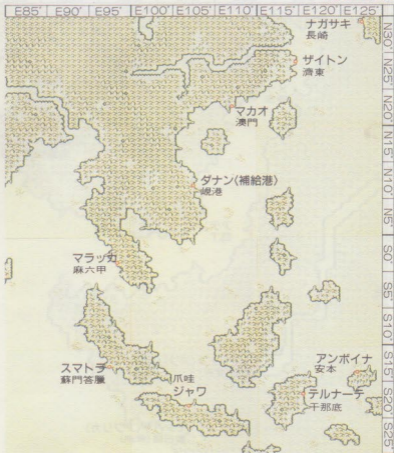 E85° E90° E95° E100° E105° E110° E115° E120° E125°
N30° N25° N20° N15° N10° N5° S0° S5° S10° S15° S20° S25°
ナガサキ
長崎
ザイトン
濟東
マカオ
澳門
ダナン〈補給港〉
峴港
マラッカ
麻六甲
スマトラ
蘇門答臘
爪哇
ジャワ
アンボイナ
安本
テルナーテ
干那底